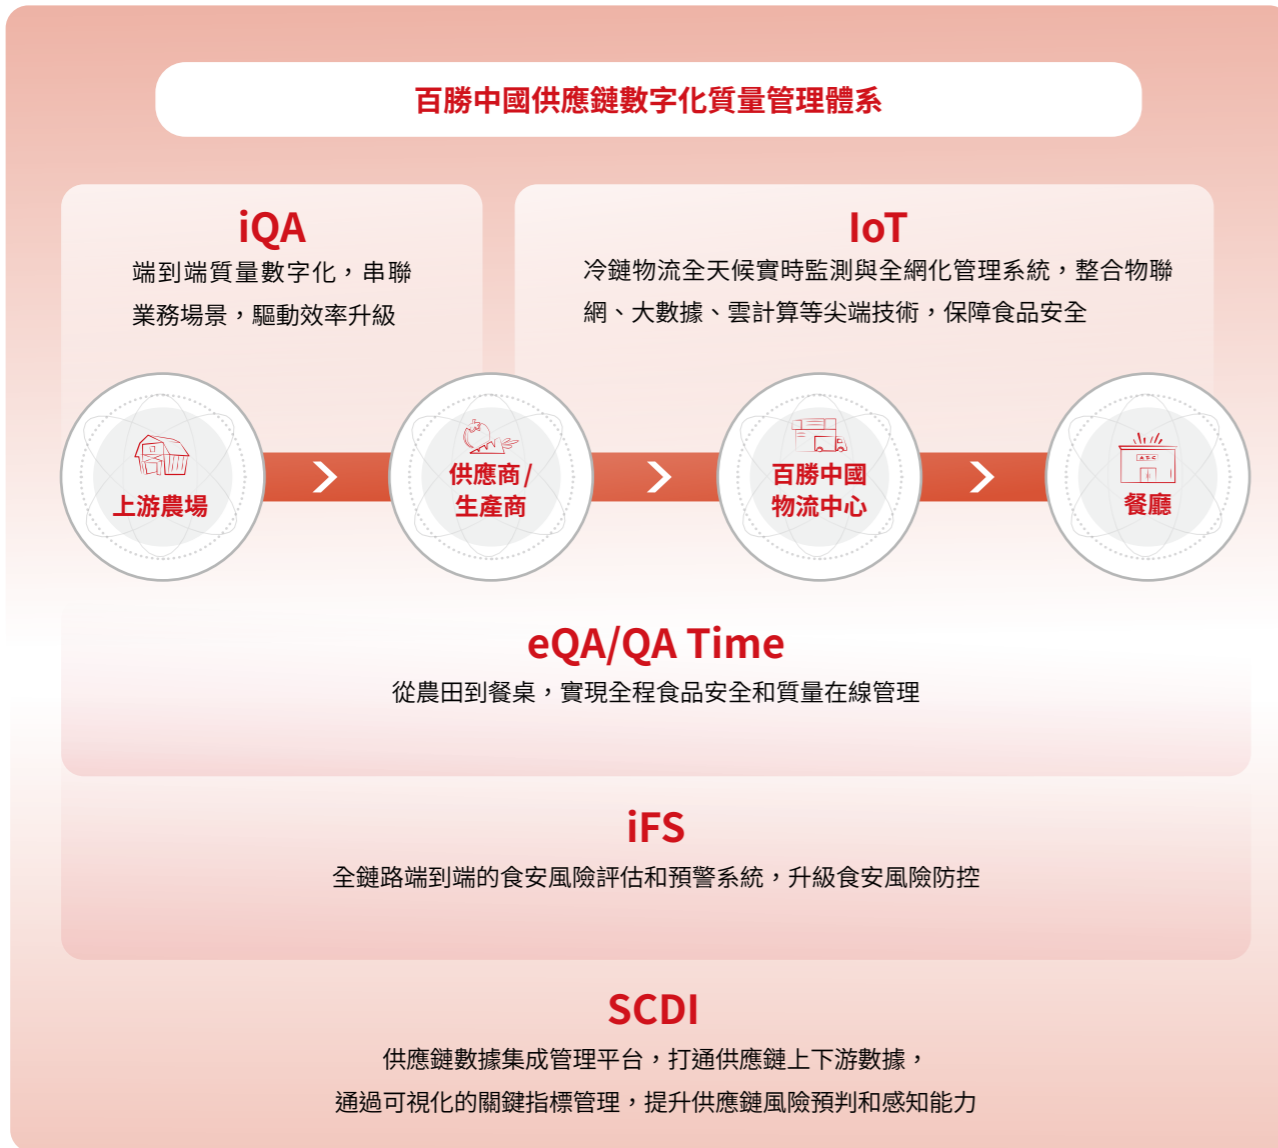 百勝中國供應鏈數字化質量管理體系
iQA
端到端質量數字化，串聯
業務場景，驅動效率升級
IoT
冷鏈物流全天候實時監測與全網化管理系統，整合物聯
網、大數據、雲計算等尖端技術，保障食品安全
上游農場
供應商/
生產商
百勝中國
物流中心
餐廳
eQA/QA Time
從農田到餐桌，實現全程食品安全和質量在線管理
iFS
全鏈路端到端的食安風險評估和預警系統，升級食安風險防控
SCDI
供應鏈數據集成管理平台，打通供應鏈上下游數據，
通過可視化的關鍵指標管理，提升供應鏈風險預判和感知能力